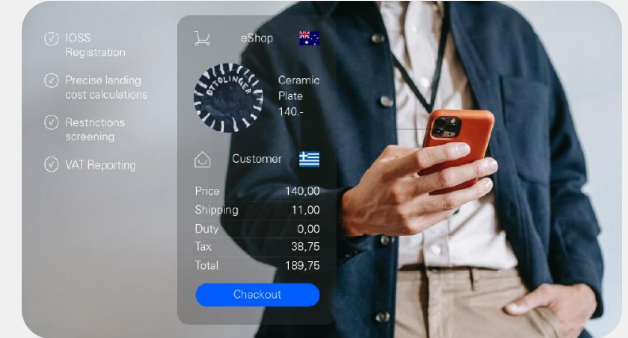 IOSS
Registration
Precise landing
cost calculations
Restrictions
screening
VAT Reporting
eShop
OTTOLINGER
Ceramic
Plate
140.-
Customer
Price 140,00
Shipping 11,00
Duty 0,00
Tax 38,75
Total 189,75
Checkout